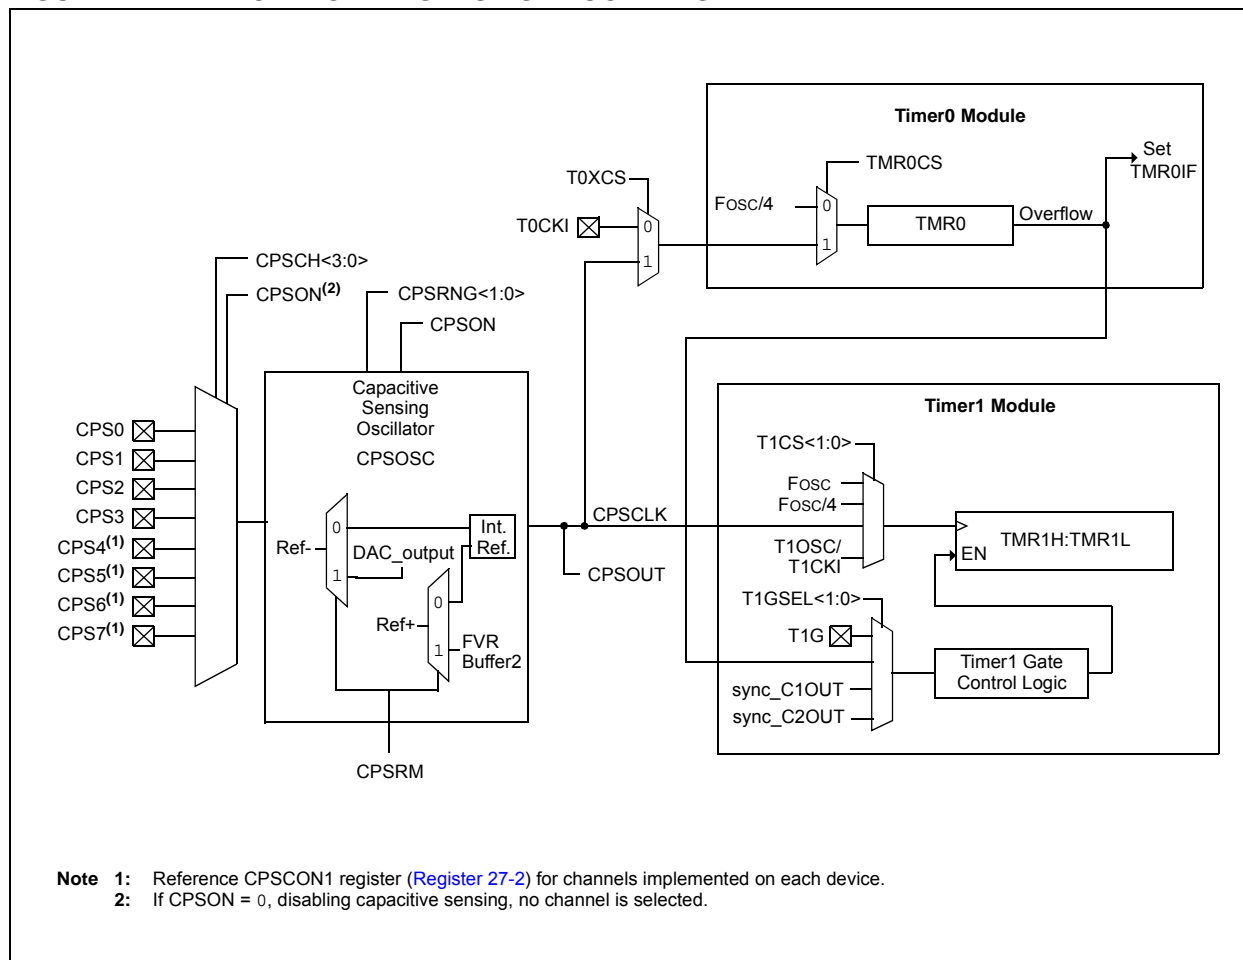 Timer0 Module
Set
TMR0IF
TMR0CS
T0XCS
FOSC/4
0
1
TMR0
Overflow
T0CKI
0
1
CPSCH<3:0>
CPSON(2)
CPSRNG<1:0>
CPSON
Capacitive
Sensing
Oscillator
CPSOSC
Timer1 Module
T1CS<1:0>
CPS0
CPS1
CPS2
CPS3
CPS4(1)
CPS5(1)
CPS6(1)
CPS7(1)
Ref-
0
1
DAC_output
Int.
Ref.
Ref+
0
1
FVR
Buffer2
CPSCLK
CPSOUT
FOSC
FOSC/4
T1OSC/
T1CKI
TMR1H:TMR1L
EN
T1GSEL<1:0>
T1G
sync_C1OUT
sync_C2OUT
Timer1 Gate
Control Logic
CPSRM
Note 1: Reference CPSCON1 register (Register 27-2) for channels implemented on each device.
2: If CPSON = 0, disabling capacitive sensing, no channel is selected.